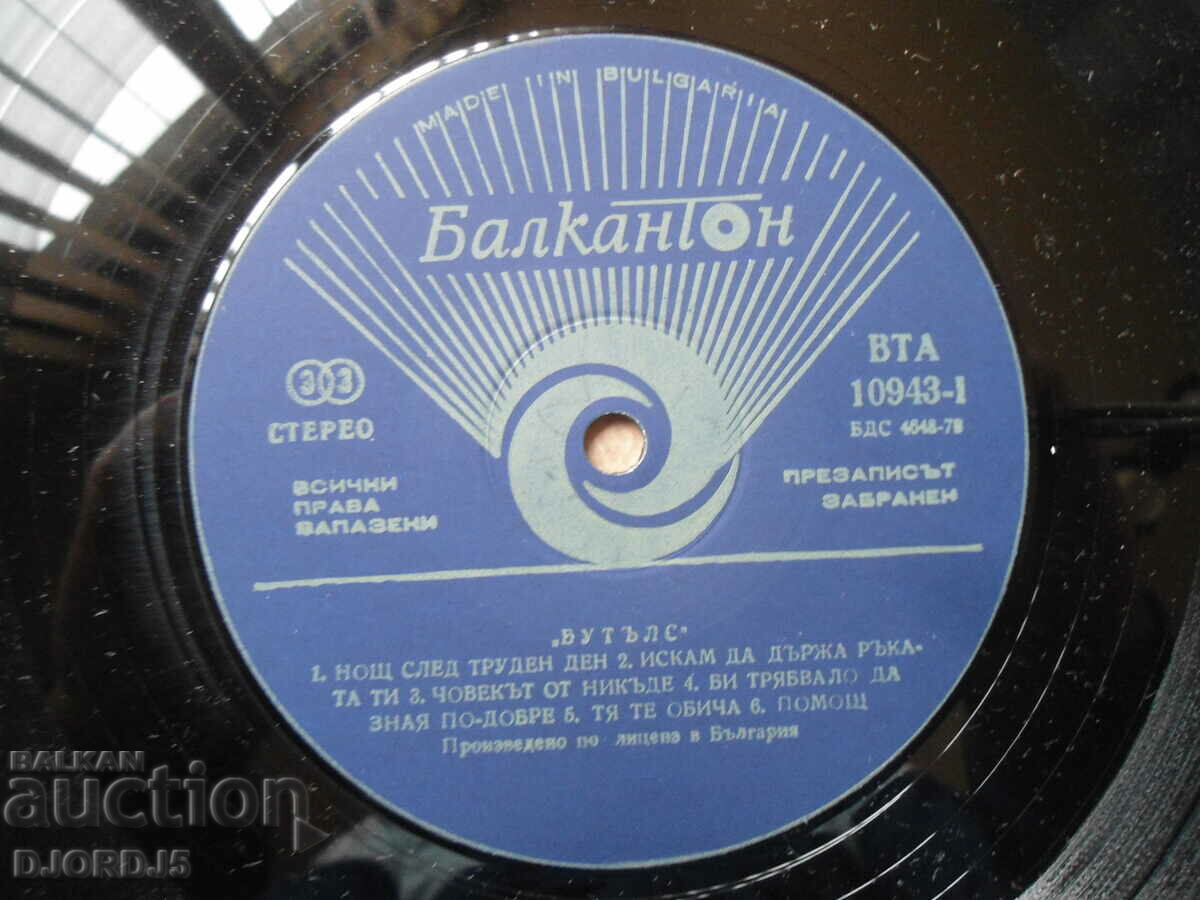 MADE IN BULGARIA
Балкантон
33
СТЕРЕО
ВТА
10943-1
БДС 4648-78
ВСИЧКИ
ПРАВА
ЗАПАЗЕНИ
ПРЕЗАПИСЪТ
ЗАБРАНЕН
„БУТЪЛС"
1. НОЩ СЛЕД ТРУДЕН ДЕН 2. ИСКАМ ДА ДЪРЖА РЪКА-
ТА ТИ 3. ЧОВЕКЪТ ОТ НИКЪДЕ 4. БИ ТРЯБВАЛО ДА
ЗНАЯ ПО-ДОБРЕ 5. ТЯ ТЕ ОБИЧА 6. ПОМОЩ
Произведено по лиценз в България
BALKAN
auction
DJORDJ5